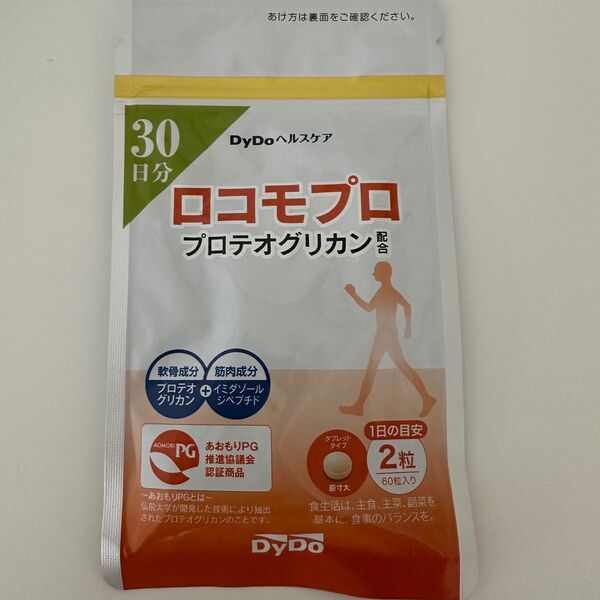 あけ方は裏面をご確認ください。
30
日分
DyDoヘルスケア
ロコモプロ
プロテオグリカン配合
軟骨成分
プロテオ
グリカン
+
筋肉成分
イミダゾール
ジペプチド
AOMORI
PG
あおもりPG
推進協議会
認証商品
～あおもりPGとは～
弘前大学が開発した技術により抽出
されたプロテオグリカンのことです。
タブレット
タイプ
原寸大
1日の目安
2粒
60粒入り
食生活は、主食、主菜、副菜を
基本に、食事のバランスを。
DyDo